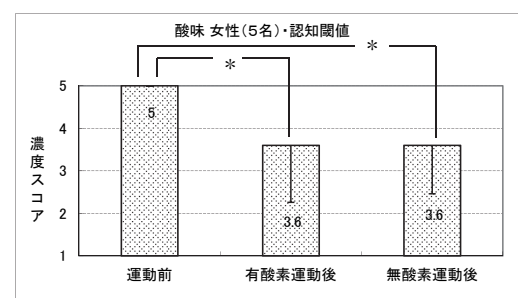 酸味 女性(5名)・認知閾値
*
*
濃度スコア
5
4
3
2
1
5
3.6
3.6
運動前
有酸素運動後
無酸素運動後